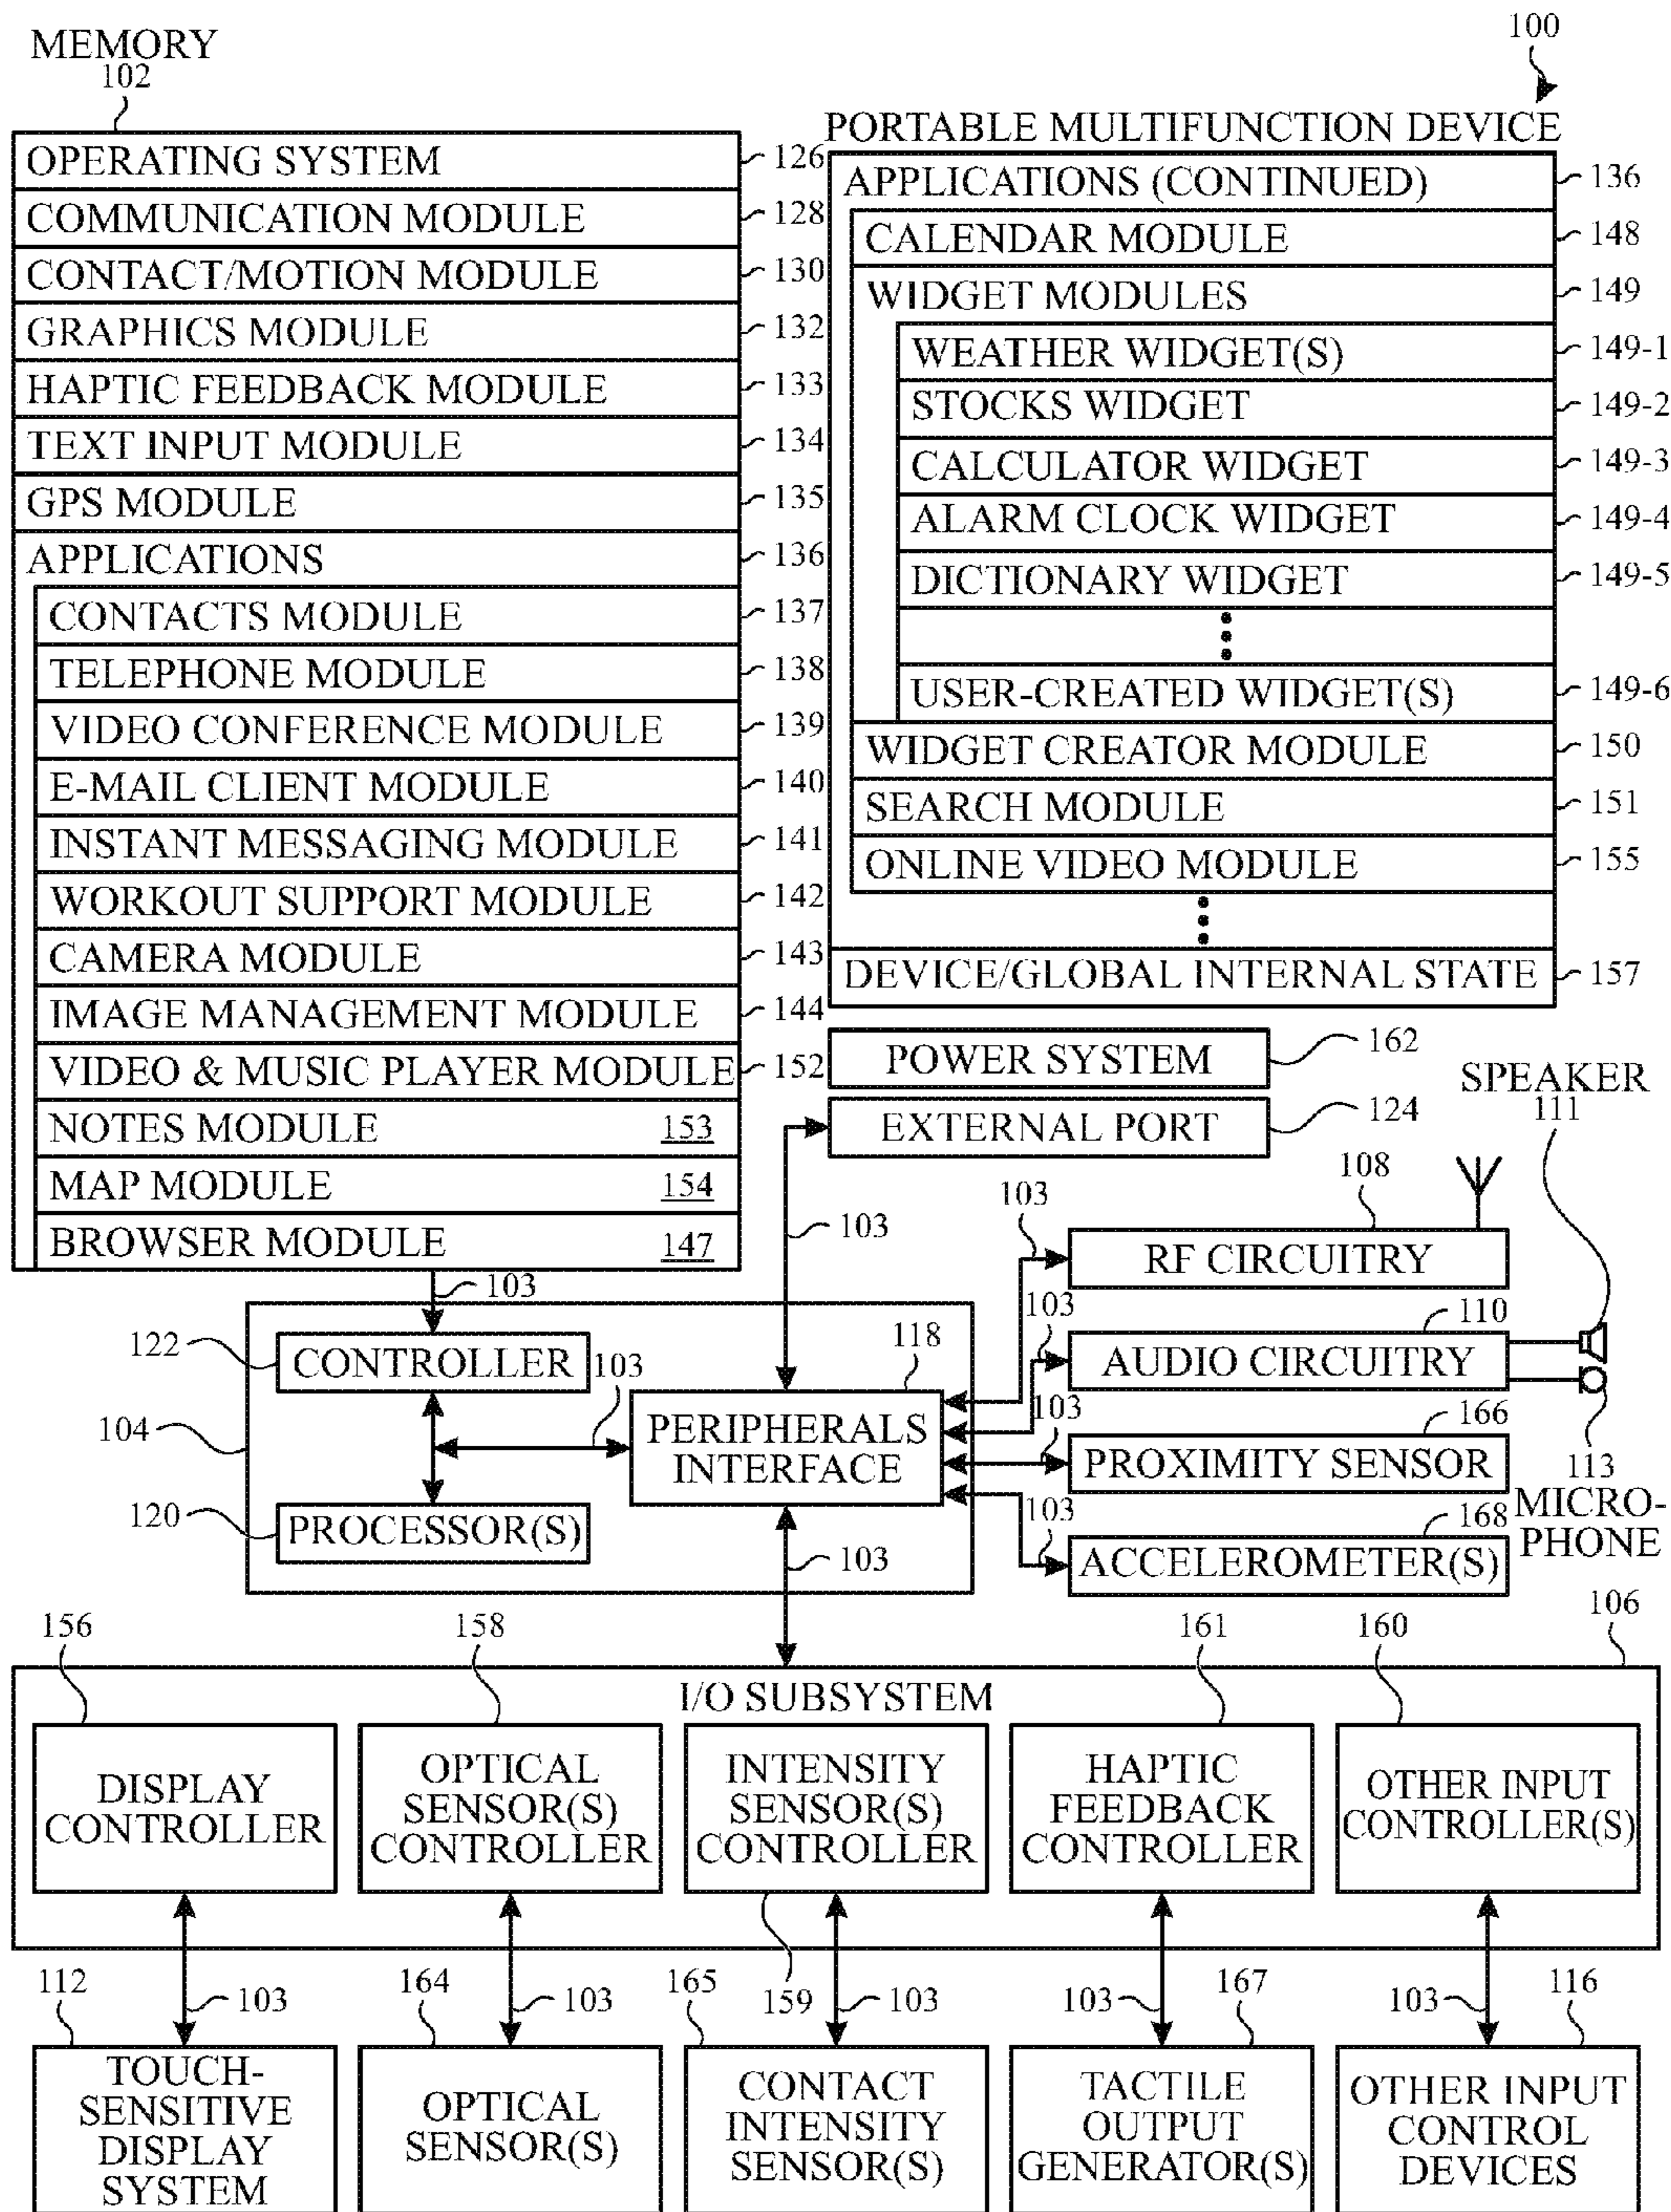 MEMORY
102
OPERATING SYSTEM 126
COMMUNICATION MODULE 128
CONTACT/MOTION MODULE 130
GRAPHICS MODULE 132
HAPTIC FEEDBACK MODULE 133
TEXT INPUT MODULE 134
GPS MODULE 135
APPLICATIONS 136
CONTACTS MODULE 137
TELEPHONE MODULE 138
VIDEO CONFERENCE MODULE 139
E-MAIL CLIENT MODULE 140
INSTANT MESSAGING MODULE 141
WORKOUT SUPPORT MODULE 142
CAMERA MODULE 143
IMAGE MANAGEMENT MODULE 144
VIDEO & MUSIC PLAYER MODULE 152
NOTES MODULE 153
MAP MODULE 154
BROWSER MODULE 147
100
PORTABLE MULTIFUNCTION DEVICE
APPLICATIONS (CONTINUED) 136
CALENDAR MODULE 148
WIDGET MODULES 149
WEATHER WIDGET(S) 149-1
STOCKS WIDGET 149-2
CALCULATOR WIDGET 149-3
ALARM CLOCK WIDGET 149-4
DICTIONARY WIDGET 149-5
USER-CREATED WIDGET(S) 149-6
WIDGET CREATOR MODULE 150
SEARCH MODULE 151
ONLINE VIDEO MODULE 155
DEVICE/GLOBAL INTERNAL STATE 157
POWER SYSTEM 162
EXTERNAL PORT 124
SPEAKER
111
103
103
103
108
RF CIRCUITRY
103
110
AUDIO CIRCUITRY
103
166
PROXIMITY SENSOR
113
MICRO-
PHONE
103
168
ACCELEROMETER(S)
122
CONTROLLER
103
118
PERIPHERALS
INTERFACE
104
120
PROCESSOR(S)
103
106
I/O SUBSYSTEM
156
DISPLAY
CONTROLLER
158
OPTICAL
SENSOR(S)
CONTROLLER
INTENSITY
SENSOR(S)
CONTROLLER
159
161
HAPTIC
FEEDBACK
CONTROLLER
160
OTHER INPUT
CONTROLLER(S)
112
103
TOUCH-
SENSITIVE
DISPLAY
SYSTEM
164
103
OPTICAL
SENSOR(S)
165
103
CONTACT
INTENSITY
SENSOR(S)
103
167
TACTILE
OUTPUT
GENERATOR(S)
103
116
OTHER INPUT
CONTROL
DEVICES